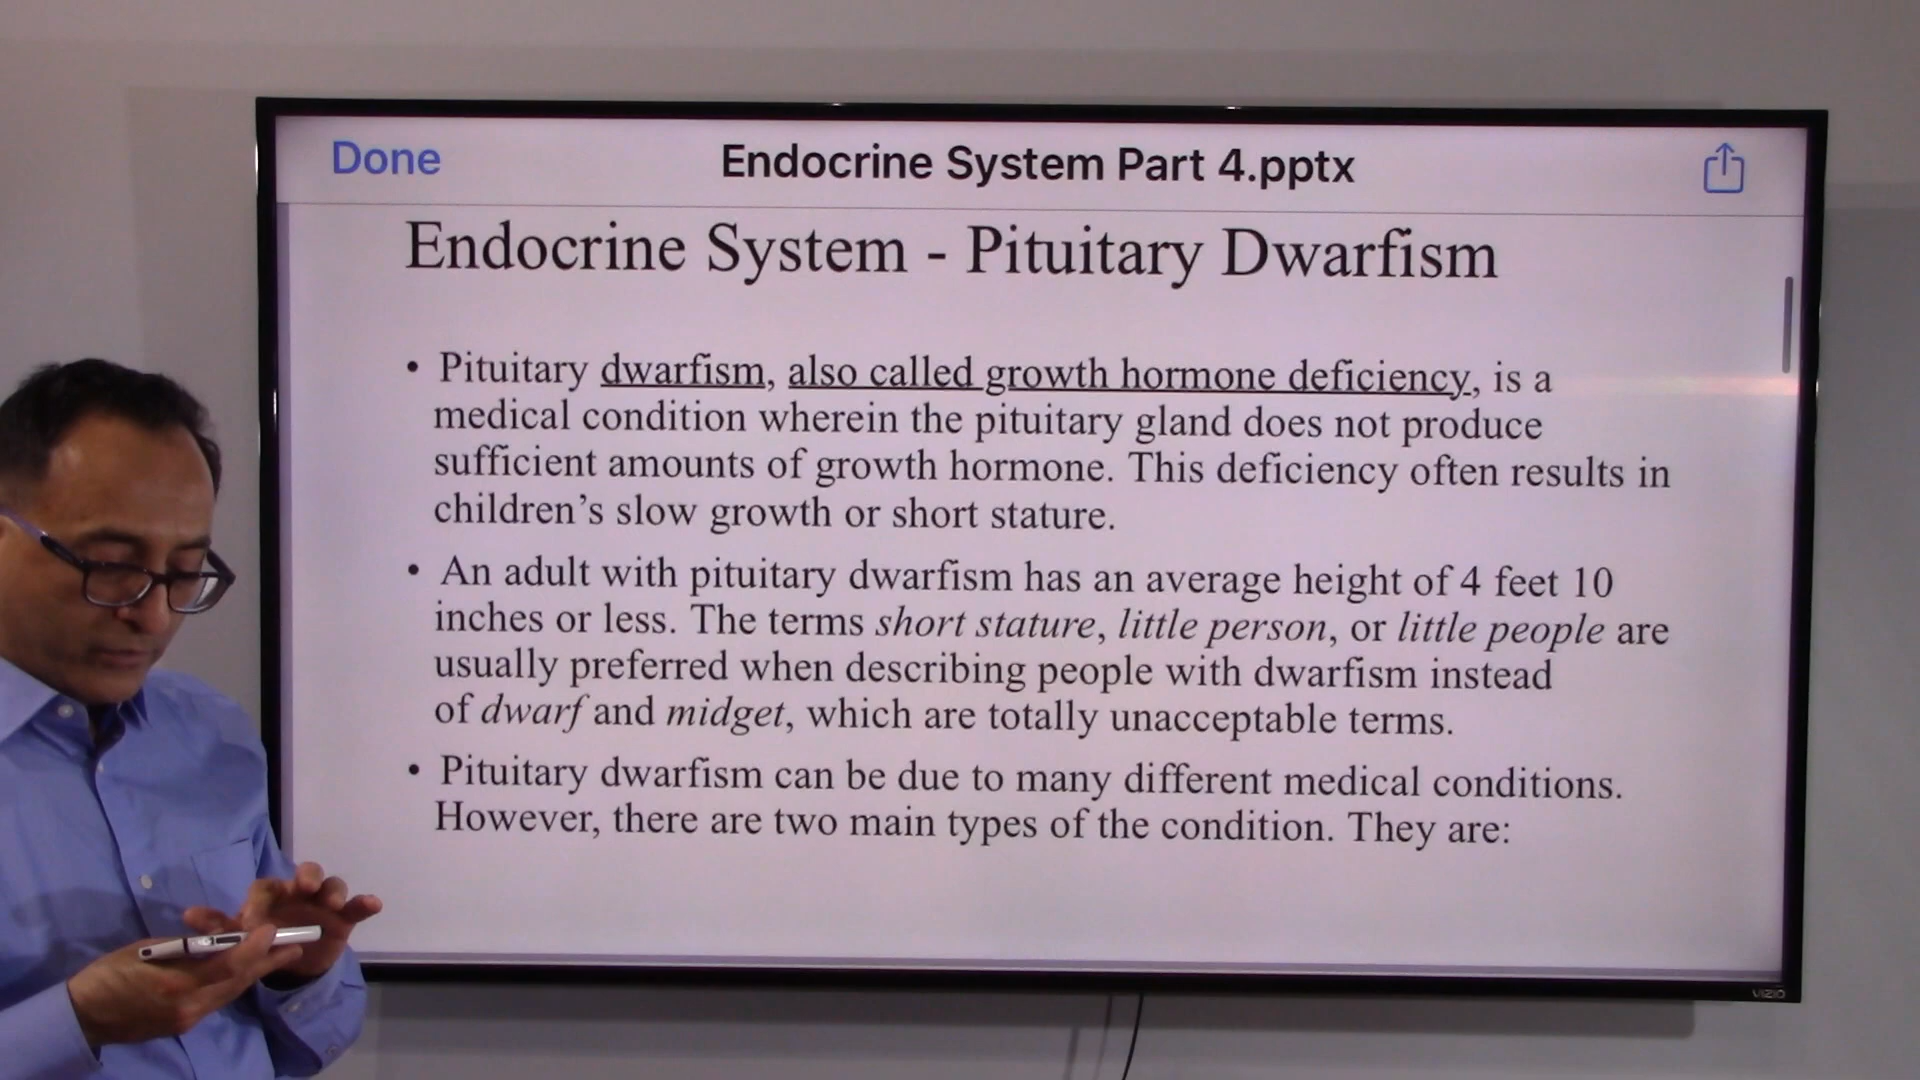 Done
Endocrine System Part 4.pptx
Endocrine System - Pituitary Dwarfism
• Pituitary dwarfism, also called growth hormone deficiency, is a
medical condition wherein the pituitary gland does not produce
sufficient amounts of growth hormone. This deficiency often results in
children’s slow growth or short stature.
• An adult with pituitary dwarfism has an average height of 4 feet 10
inches or less. The terms short stature, little person, or little people are
usually preferred when describing people with dwarfism instead
of dwarf and midget, which are totally unacceptable terms.
• Pituitary dwarfism can be due to many different medical conditions.
However, there are two main types of the condition. They are:
VIZIO